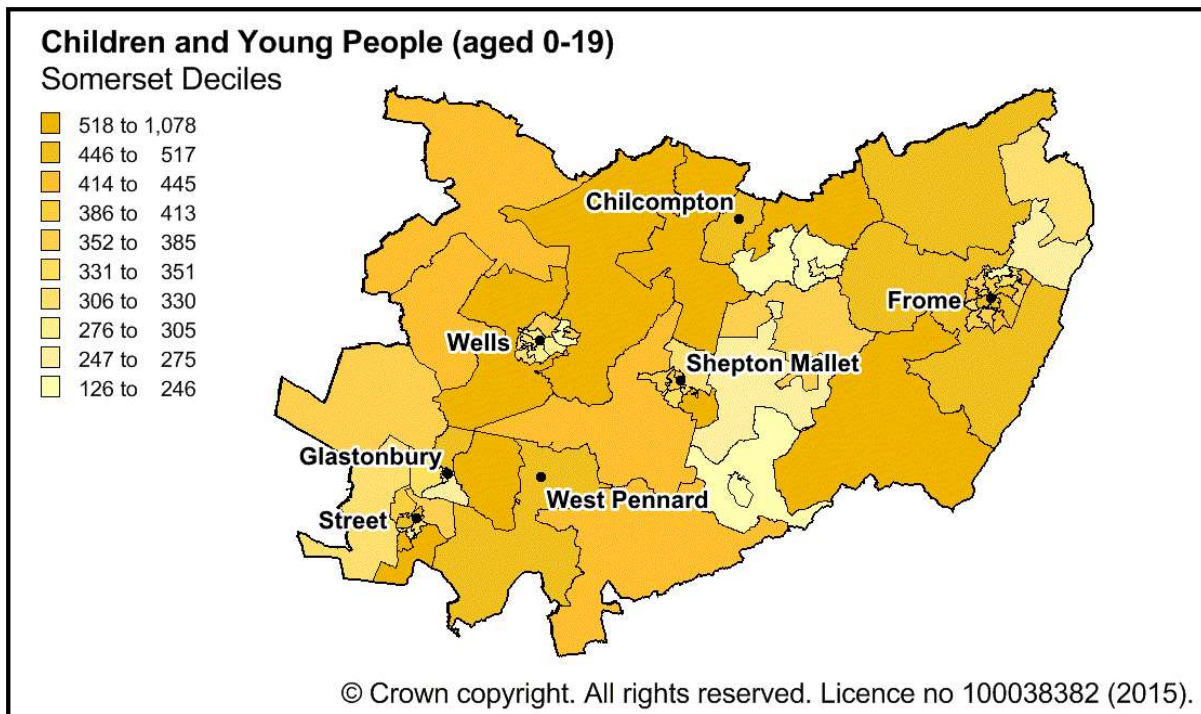 Children and Young People (aged 0-19)
Somerset Deciles
518 to 1,078
446 to 517
414 to 445
386 to 413
352 to 385
331 to 351
306 to 330
276 to 305
247 to 275
126 to 246
Chilcompton
Frome
Wells
Shepton Mallet
Glastonbury
West Pennard
Street
© Crown copyright. All rights reserved. Licence no 100038382 (2015).